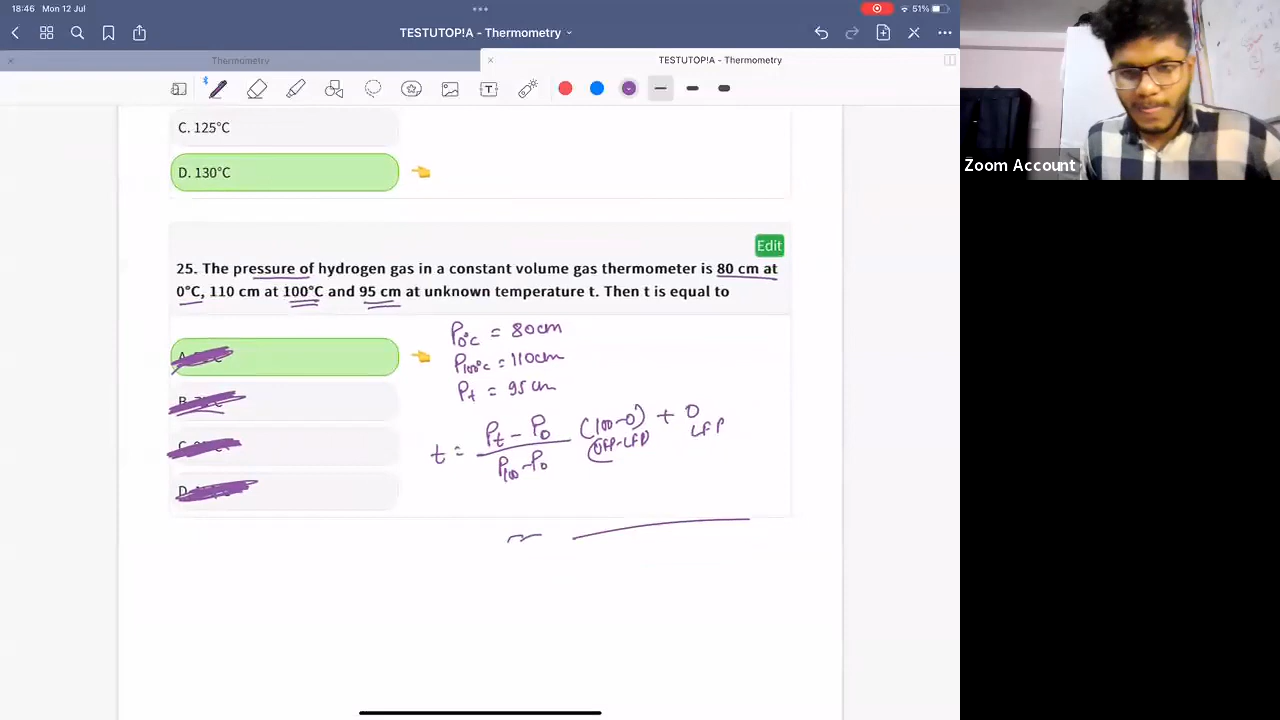 18:46 Mon 12 Jul
51%
TESTUTOP!A - Thermometry
Thermometry
TESTUTOP!A - Thermometry
C. 125°C
D. 130°C
Edit
25. The pressure of hydrogen gas in a constant volume gas thermometer is 80 cm at
0°C, 110 cm at 100°C and 95 cm at unknown temperature t. Then t is equal to
P0°C = 80cm
P100°C = 110cm
Pt = 95 cm
t = Pt - P0 / P100 - P0 (100-0) + 0
LFP
Zoom Account